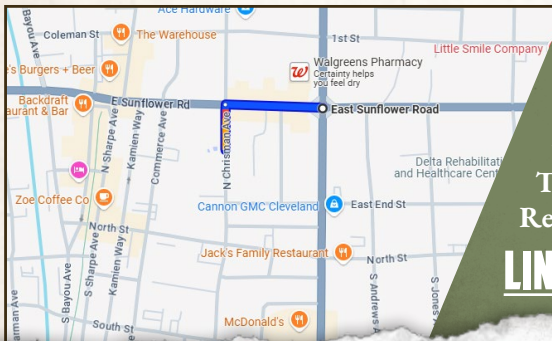 Ace Hardware
Bayou Ave
Coleman St
The Warehouse
1st St
Little Smile Company
Walgreens Pharmacy
Certainty helps
you feel dry
e's Burgers + Beer
Backdraft
aurant & Bar
E Sunflower Rd
East Sunflower Road
N Sharpe Ave
Kamien Way
Commerce Ave
N Chrisman Ave
Delta Rehabilitati
and Healthcare Cent
Zoe Coffee Co
Cannon GMC Cleveland
East End St
North St
Jack's Family Restaurant
North St
S Sharpe Ave
Kamien Way
S Bayou Ave
S Andrews A
S Jones A
arman Ave
South St
McDonald's
T
Re
LIN